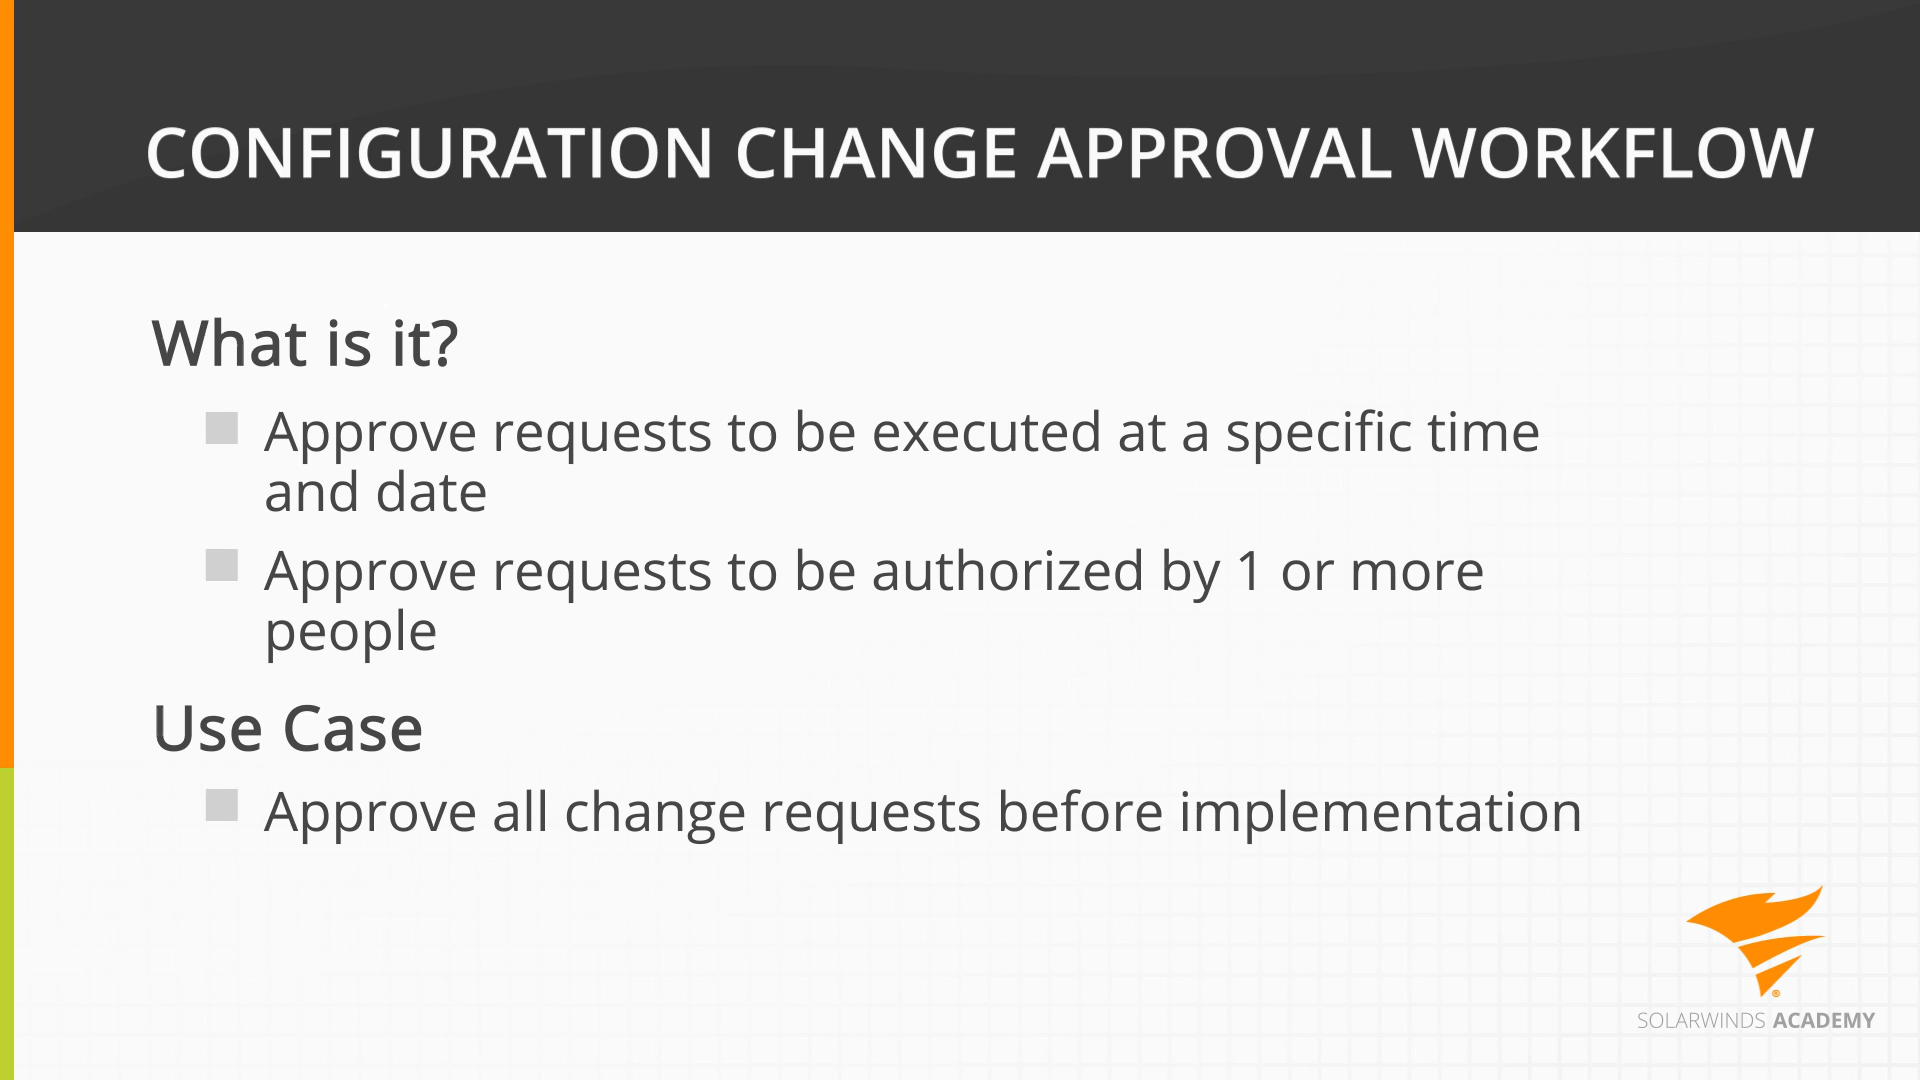 CONFIGURATION CHANGE APPROVAL WORKFLOW
What is it?
Approve requests to be executed at a specific time
and date
Approve requests to be authorized by 1 or more
people
Use Case
Approve all change requests before implementation
®
SOLARWINDS ACADEMY